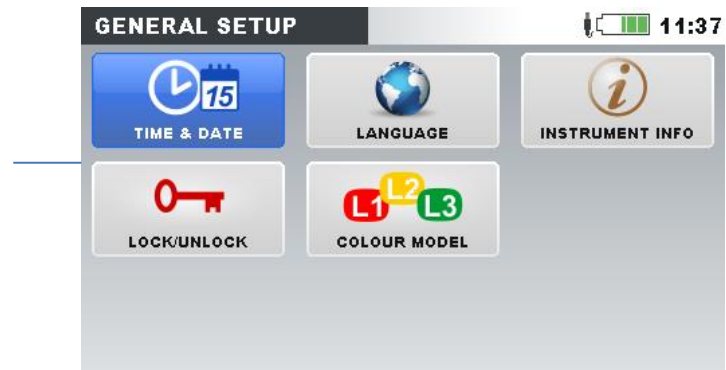 GENERAL SETUP 11:37
15
TIME & DATE LANGUAGE INSTRUMENT INFO
i
L1 L2 L3
LOCK/UNLOCK COLOUR MODEL